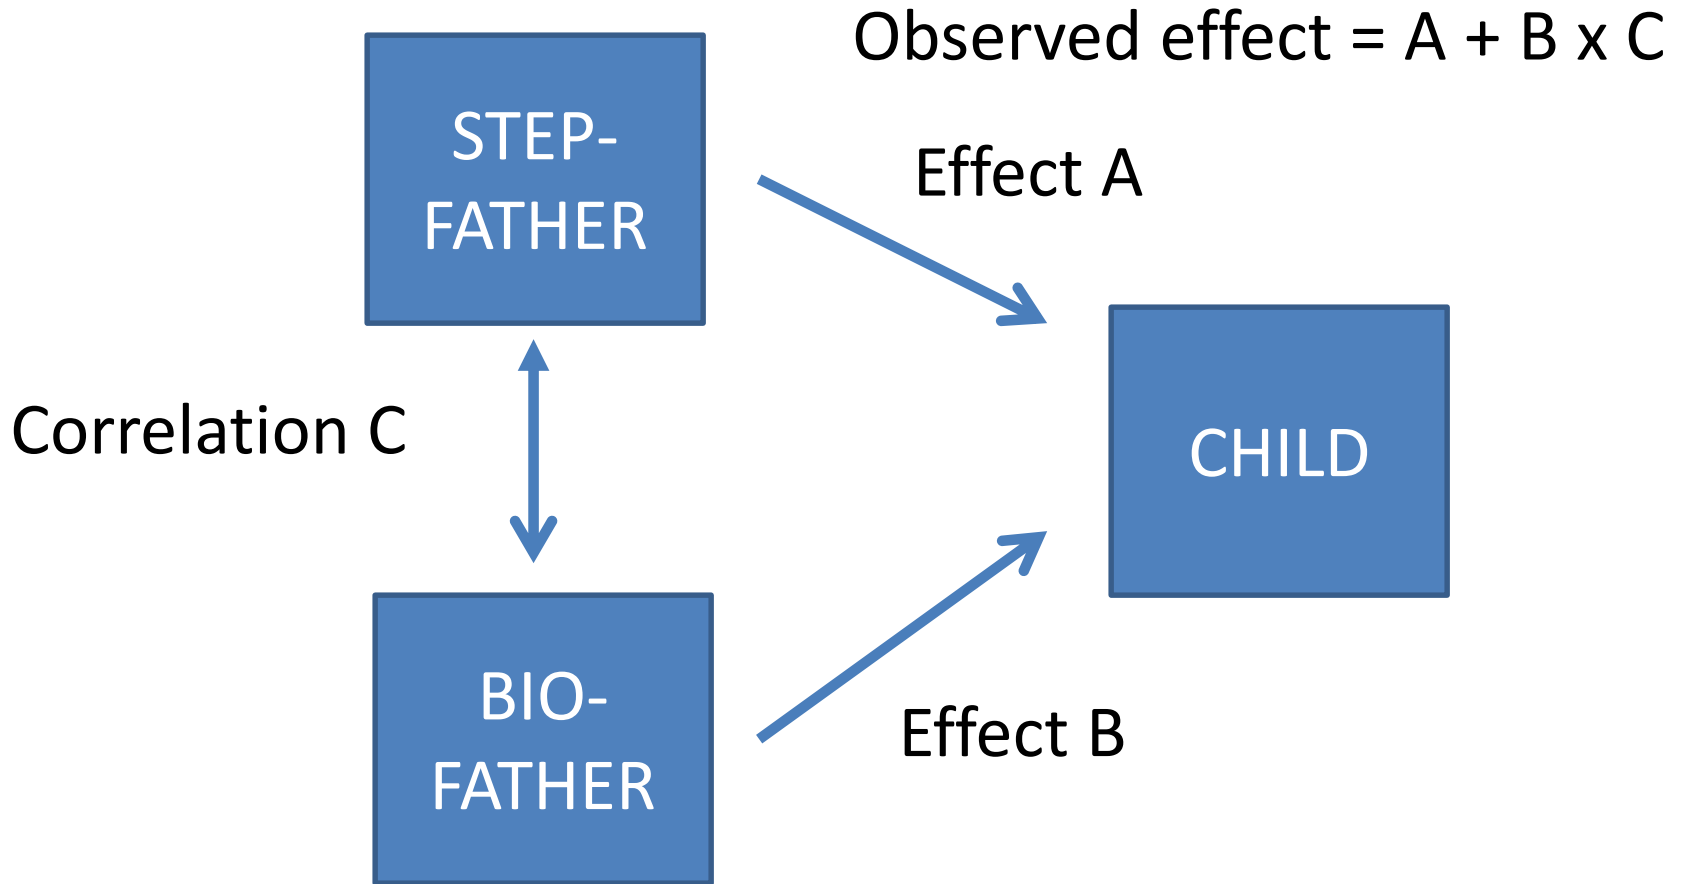 Observed effect = A + B x C
STEP-
FATHER
Effect A
Correlation C
CHILD
BIO-
FATHER
Effect B